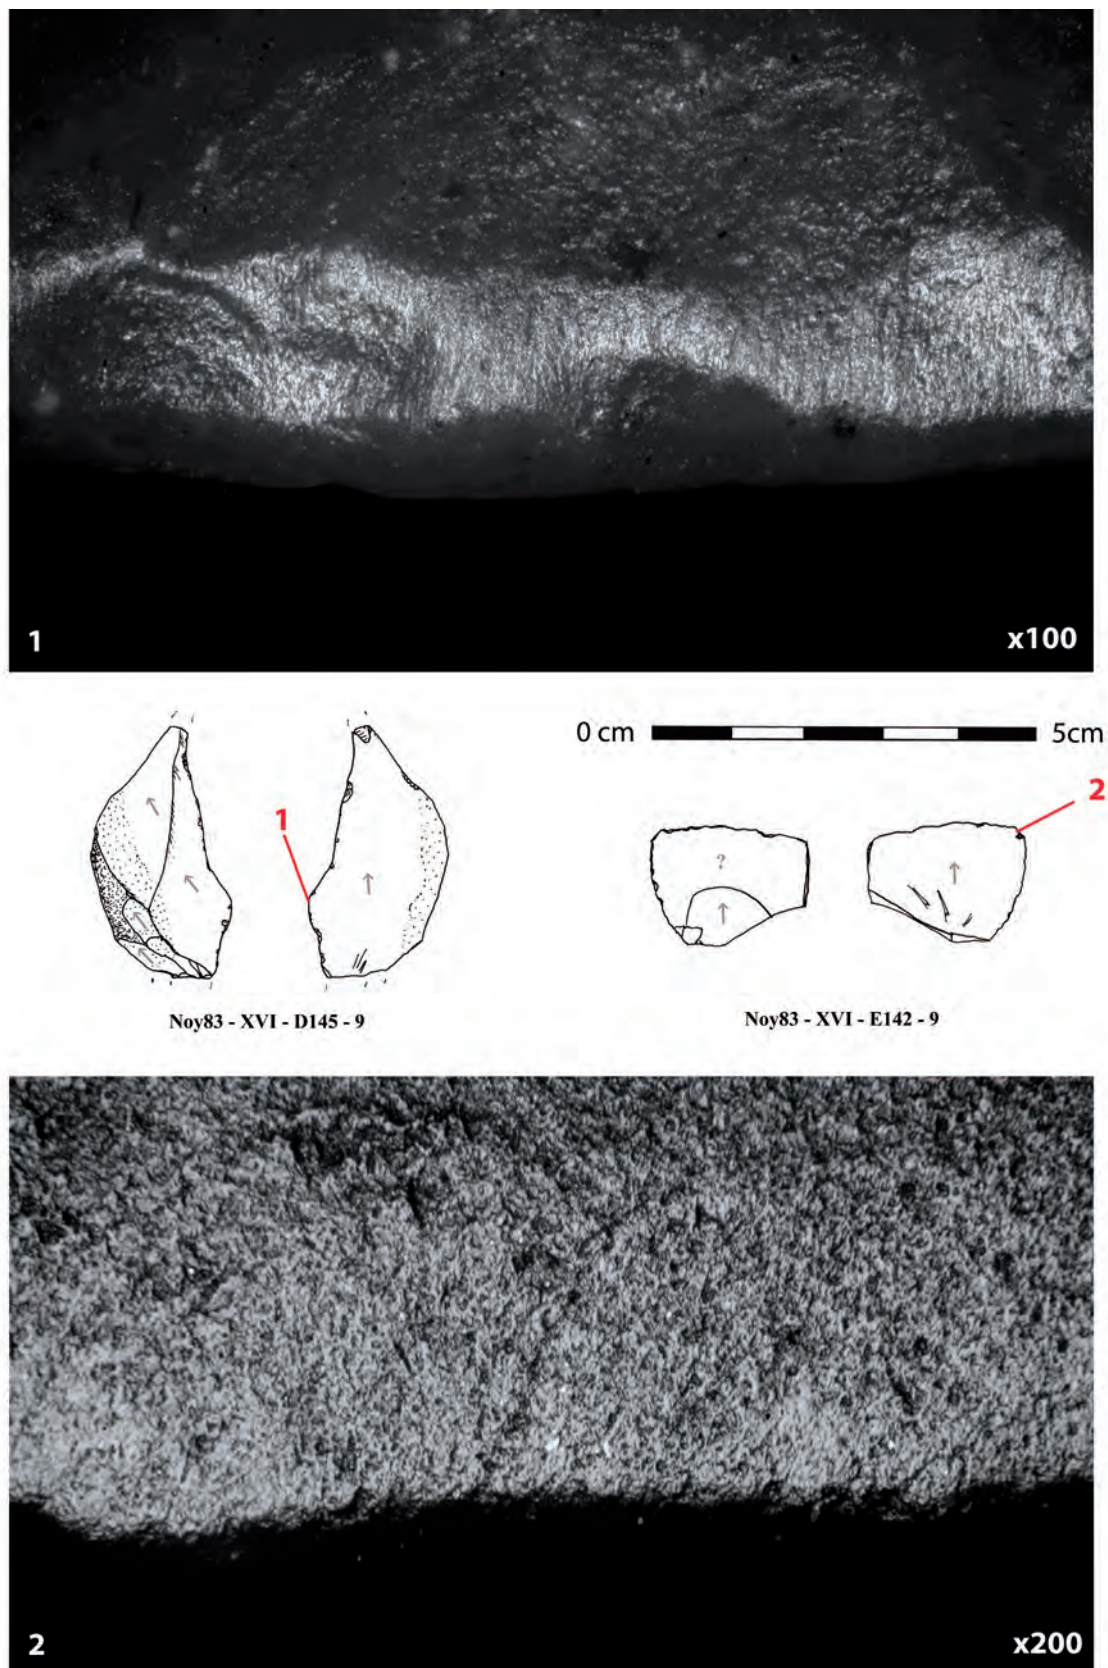 1 x100
0 cm 5cm
1
2
?
Noy83 - XVI - D145 - 9
Noy83 - XVI - E142 - 9
2 x200